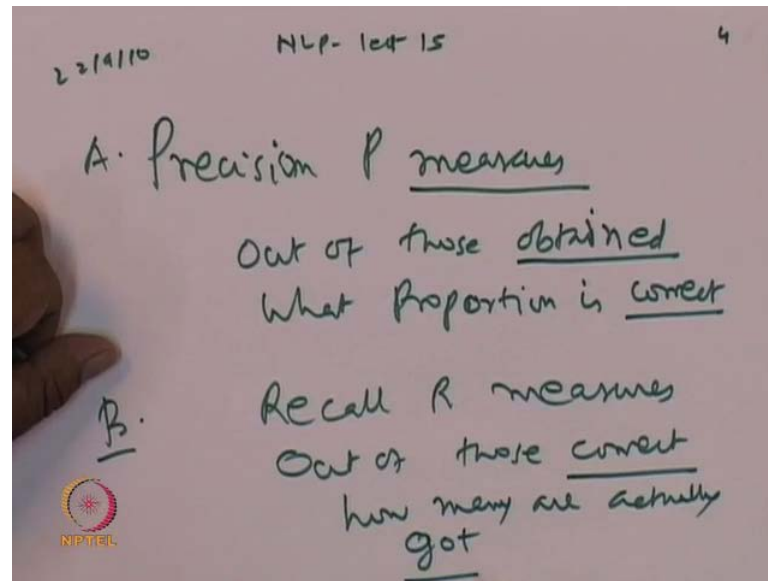 22/9/10 NLP- lect 15 4
A. Precision P measures
Out of those obtained
What proportion is correct
B. Recall R measures
Out of those correct
how many are actually
got
NPTEL